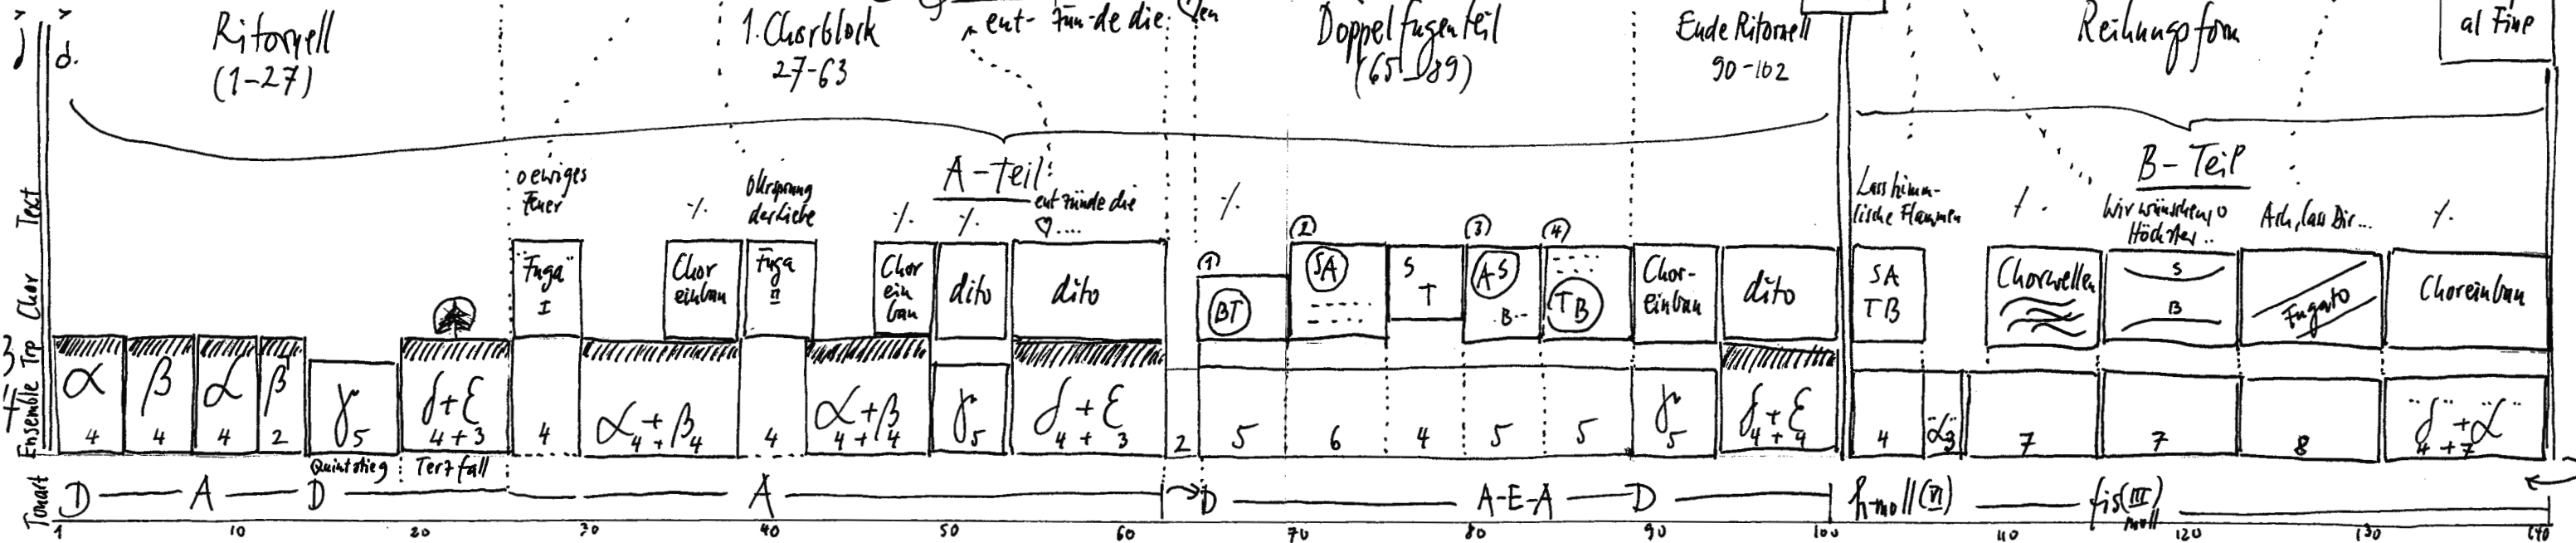 Ritornell
(1-27)
1. Chorblock
27-63
ent- zün-de die
Doppelfugenteil
(65-89)
Ende Ritornell
90-102
Reihungsform
al Fine
A-Teil
B-Teil
o ewiges
Feuer
·/.
o Ursprung
der Liebe
·/.
·/.
entzünde die
♡....
·/.
Lass himm-
lische Flammen
·/.
Wir wünschen, o
Höchster..
Ach, lass Dir...
·/.
Text
Chor
"Fuga"
I
Chor
einbau
Fuga
II
Chor
ein
bau
dito
dito
(1)
BT
(2)
SA
S
T
(3)
AS
B--
(4)
TB
Chor-
einbau
dito
SA
TB
Chorwellen
S
B
Fugato
Choreinbau
Trp
Ensemble
α
4
β
4
α
4
β
2
γ
5
δ+ε
4+3
4
α+β
4+4
4
α+β
4+4
γ
5
δ+ε
4+3
2
5
6
4
5
5
γ
5
δ+ε
4+4
4
"α"
3
7
7
8
"δ"+"α"
4+7
Quintstieg
Terzfall
Tonart
D — A — D — A — → D — A-E-A — D — h-moll (VI) — fis (III)
moll
1 10 20 30 40 50 60 70 80 90 100 110 120 130 140